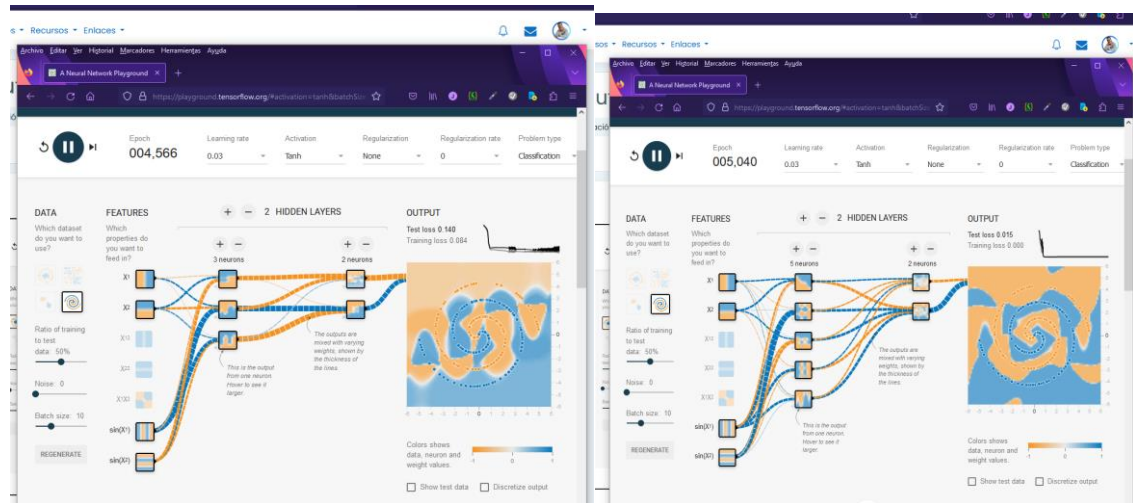 Recursos Enlaces
Archivo Editar Ver Historial Marcadores Herramientas Ayuda
A Neural Network Playground
https://playground.tensorflow.org/#activation=tanh&batchSiz
Epoch
004,566
Learning rate
0.03
Activation
Tanh
Regularization
None
Regularization rate
0
Problem type
Classification
DATA
Which dataset
do you want to
use?
Ratio of training
to test
data: 50%
Noise: 0
Batch size: 10
REGENERATE
FEATURES
Which
properties do
you want to
feed in?
X1
X2
X1X2
sin(X1)
sin(X2)
+ − 2 HIDDEN LAYERS
+ −
3 neurons
+ −
2 neurons
The outputs are
mixed with varying
weights, shown by
the thickness of
the lines.
This is the output
from one neuron.
Hover to see it
larger.
OUTPUT
Test loss 0.140
Training loss 0.084
Colors shows
data, neuron and
weight values.
-1 0 1
Show test data Discretize output
Recursos Enlaces
Archivo Editar Ver Historial Marcadores Herramientas Ayuda
A Neural Network Playground
https://playground.tensorflow.org/#activation=tanh&batchSiz
Epoch
005,040
Learning rate
0.03
Activation
Tanh
Regularization
None
Regularization rate
0
Problem type
Classification
DATA
Which dataset
do you want to
use?
Ratio of training
to test
data: 50%
Noise: 0
Batch size: 10
REGENERATE
FEATURES
Which
properties do
you want to
feed in?
X1
X2
X1X2
sin(X1)
sin(X2)
+ − 2 HIDDEN LAYERS
+ −
5 neurons
+ −
2 neurons
The outputs are
mixed with varying
weights, shown by
the thickness of
the lines.
This is the output
from one neuron.
Hover to see it
larger.
OUTPUT
Test loss 0.015
Training loss 0.000
Colors shows
data, neuron and
weight values.
-1 0 1
Show test data Discretize output